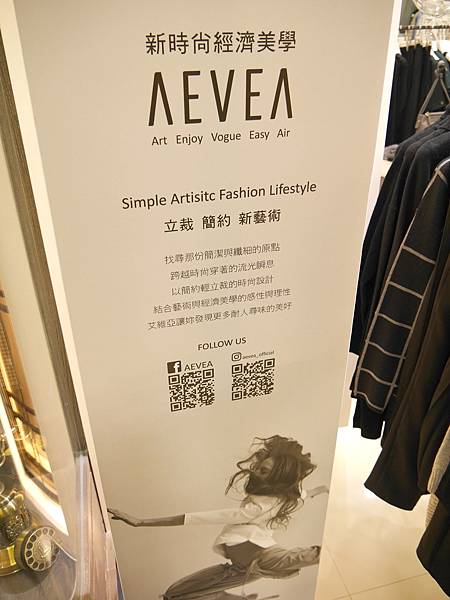 新時尚經濟美學
AEVEA
Art Enjoy Vogue Easy Air
Simple Artisitc Fashion Lifestyle
立裁 簡約 新藝術
找尋那份簡潔與纖細的原點
跨越時尚穿著的流光瞬息
以簡約輕立裁的時尚設計
結合藝術與經濟美學的感性與理性
艾維亞讓妳發現更多耐人尋味的美好
FOLLOW US
AEVEA
aevea_official